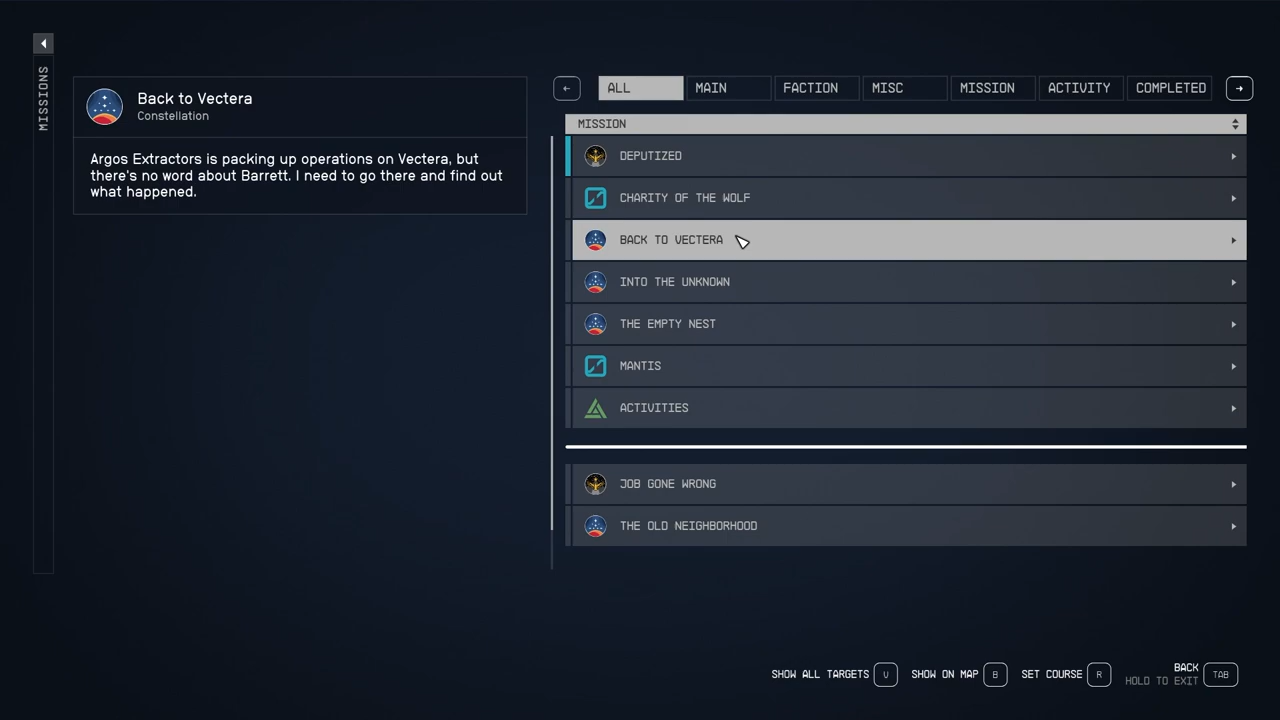 MISSIONS
Back to Vectera
Constellation
Argos Extractors is packing up operations on Vectera, but
there's no word about Barrett. I need to go there and find out
what happened.
ALL MAIN FACTION MISC MISSION ACTIVITY COMPLETED
MISSION
DEPUTIZED
CHARITY OF THE WOLF
BACK TO VECTERA
INTO THE UNKNOWN
THE EMPTY NEST
MANTIS
ACTIVITIES
JOB GONE WRONG
THE OLD NEIGHBORHOOD
SHOW ALL TARGETS V SHOW ON MAP B SET COURSE R BACK TAB
HOLD TO EXIT